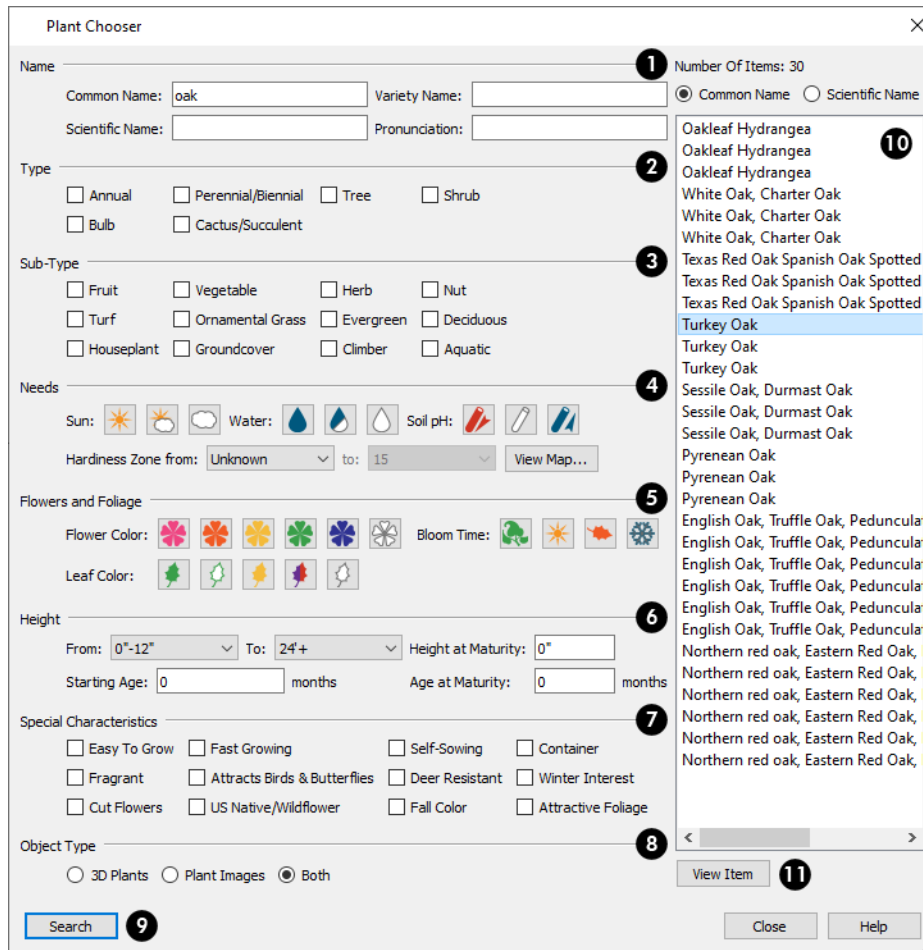 Plant Chooser
Name
1
Common Name: oak Variety Name:
Scientific Name: Pronunciation:
Type
2
Annual Perennial/Biennial Tree Shrub
Bulb Cactus/Succulent
Sub-Type
3
Fruit Vegetable Herb Nut
Turf Ornamental Grass Evergreen Deciduous
Houseplant Groundcover Climber Aquatic
Needs
4
Sun: Water: Soil pH:
Hardiness Zone from: Unknown to: 15 View Map...
Flowers and Foliage
5
Flower Color: Bloom Time:
Leaf Color:
Height
6
From: 0"-12" To: 24'+ Height at Maturity: 0"
Starting Age: 0 months Age at Maturity: 0 months
Special Characteristics
7
Easy To Grow Fast Growing Self-Sowing Container
Fragrant Attracts Birds & Butterflies Deer Resistant Winter Interest
Cut Flowers US Native/Wildflower Fall Color Attractive Foliage
Object Type
8
3D Plants Plant Images Both
Search 9
Number Of Items: 30
Common Name Scientific Name
10
Oakleaf Hydrangea
Oakleaf Hydrangea
Oakleaf Hydrangea
White Oak, Charter Oak
White Oak, Charter Oak
White Oak, Charter Oak
Texas Red Oak Spanish Oak Spotted
Texas Red Oak Spanish Oak Spotted
Texas Red Oak Spanish Oak Spotted
Turkey Oak
Turkey Oak
Turkey Oak
Sessile Oak, Durmast Oak
Sessile Oak, Durmast Oak
Sessile Oak, Durmast Oak
Pyrenean Oak
Pyrenean Oak
Pyrenean Oak
English Oak, Truffle Oak, Peduncula
English Oak, Truffle Oak, Peduncula
English Oak, Truffle Oak, Peduncula
English Oak, Truffle Oak, Peduncula
English Oak, Truffle Oak, Peduncula
English Oak, Truffle Oak, Peduncula
Northern red oak, Eastern Red Oak,
Northern red oak, Eastern Red Oak,
Northern red oak, Eastern Red Oak,
Northern red oak, Eastern Red Oak,
Northern red oak, Eastern Red Oak,
Northern red oak, Eastern Red Oak,
View Item 11
Close Help